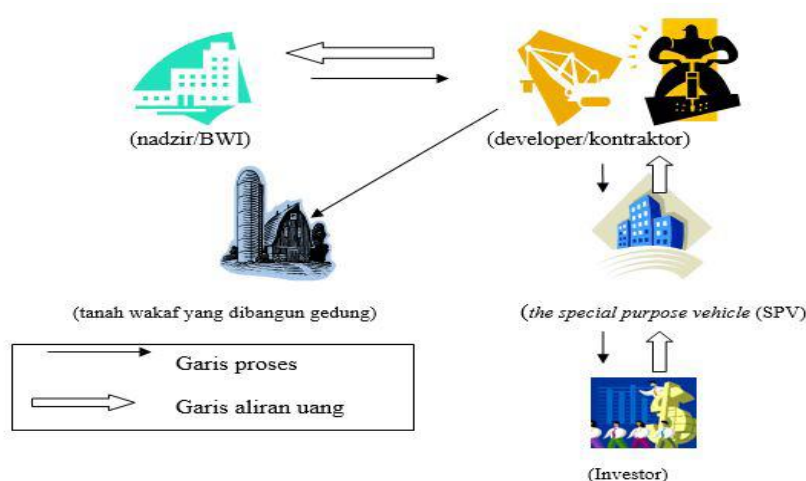 (nadzir/BWI)
(developer/kontraktor)
(tanah wakaf yang dibangun gedung)
(the special purpose vehicle (SPV)
Garis proses
Garis aliran uang
(Investor)